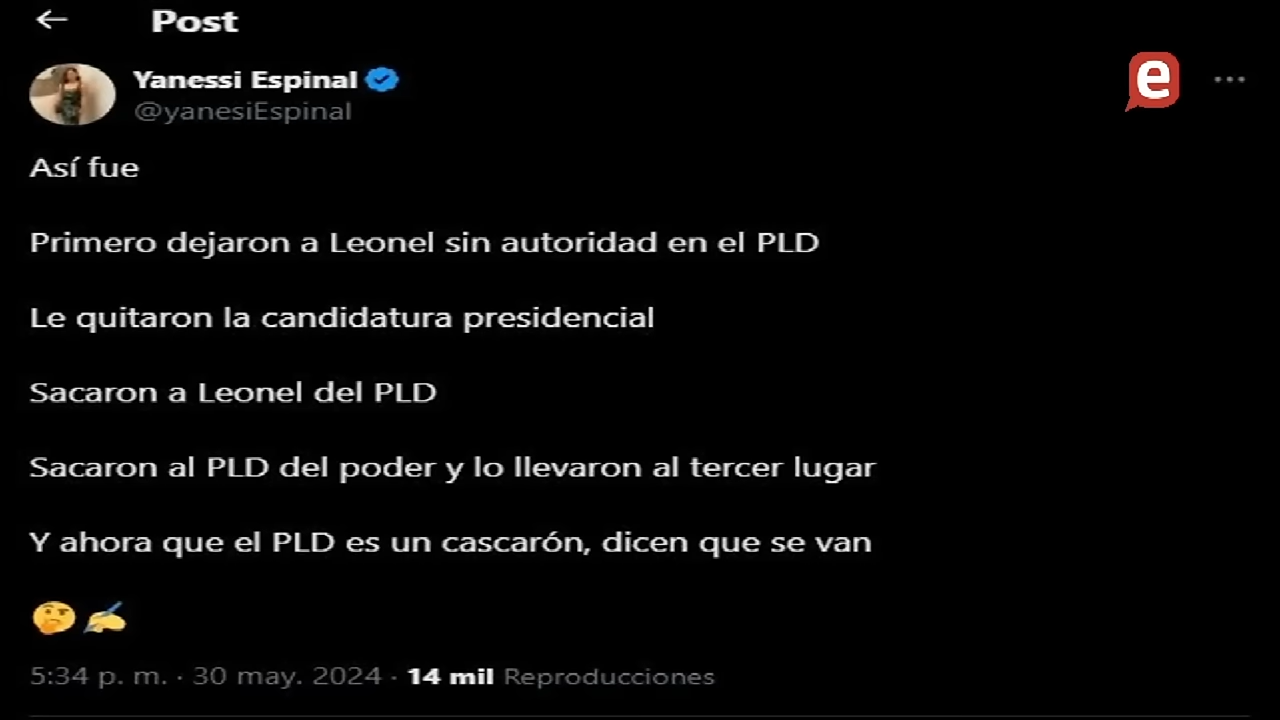 Post
Yanessi Espinal
@yanesiEspinal
e
Así fue
Primero dejaron a Leonel sin autoridad en el PLD
Le quitaron la candidatura presidencial
Sacaron a Leonel del PLD
Sacaron al PLD del poder y lo llevaron al tercer lugar
Y ahora que el PLD es un cascarón, dicen que se van
5:34 p. m. · 30 may. 2024 · 14 mil Reproducciones